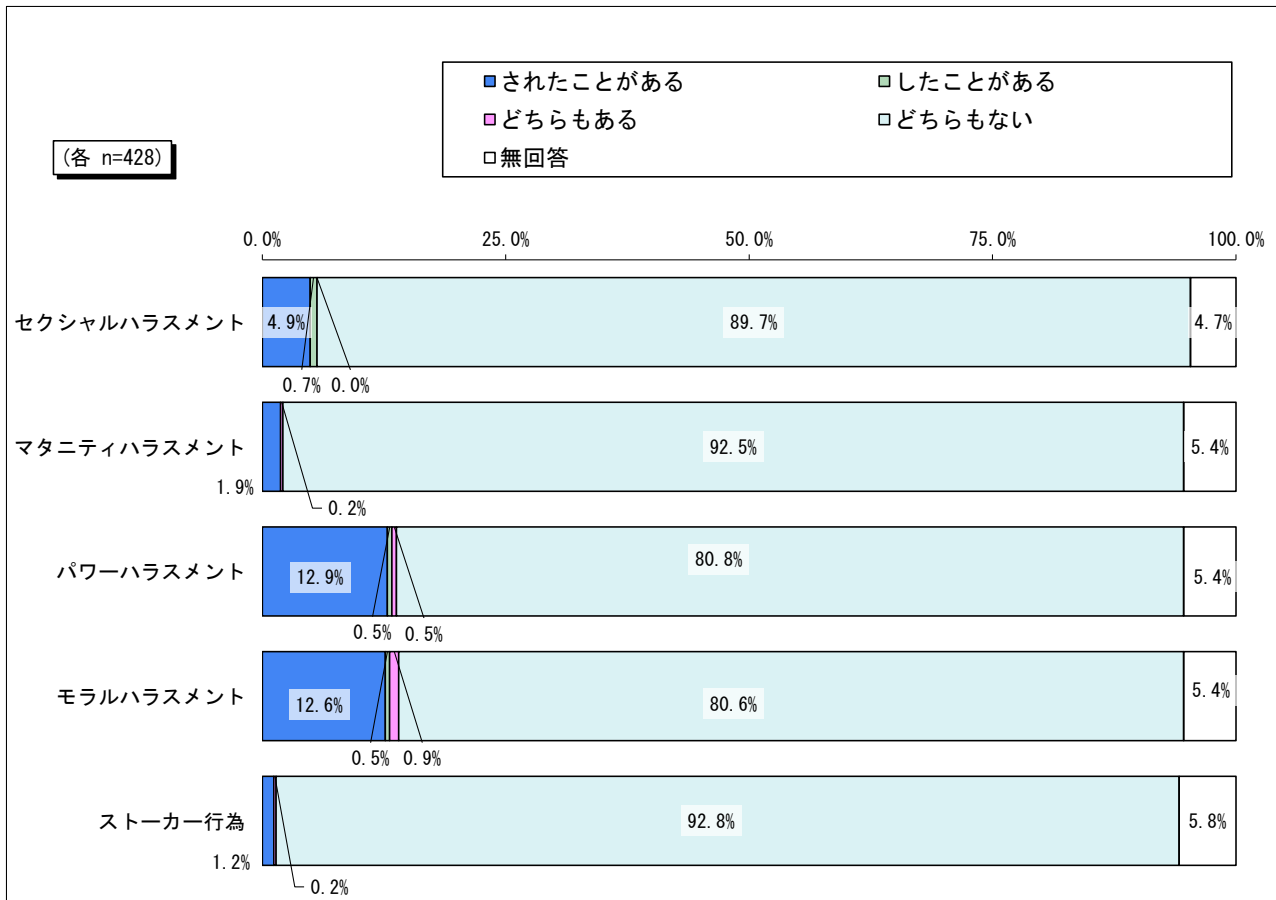 ■されたことがある ■したことがある
■どちらもある □どちらもない
□無回答
(各 n=428)
0.0% 25.0% 50.0% 75.0% 100.0%
セクシャルハラスメント 4.9% 89.7% 4.7%
0.7% 0.0%
マタニティハラスメント 92.5% 5.4%
1.9% 0.2%
パワーハラスメント 12.9% 80.8% 5.4%
0.5% 0.5%
モラルハラスメント 12.6% 80.6% 5.4%
0.5% 0.9%
ストーカー行為 92.8% 5.8%
1.2% 0.2%